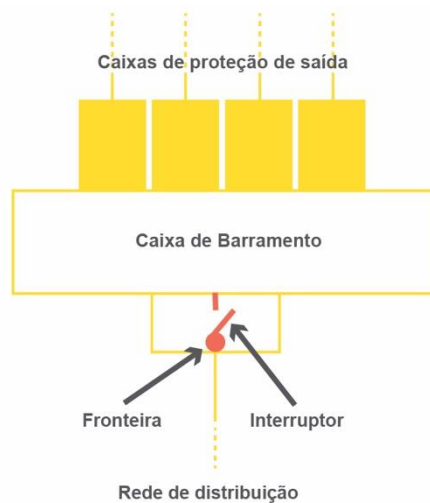 Caixas de proteção de saída
Caixa de Barramento
Fronteira
Interruptor
Rede de distribuição